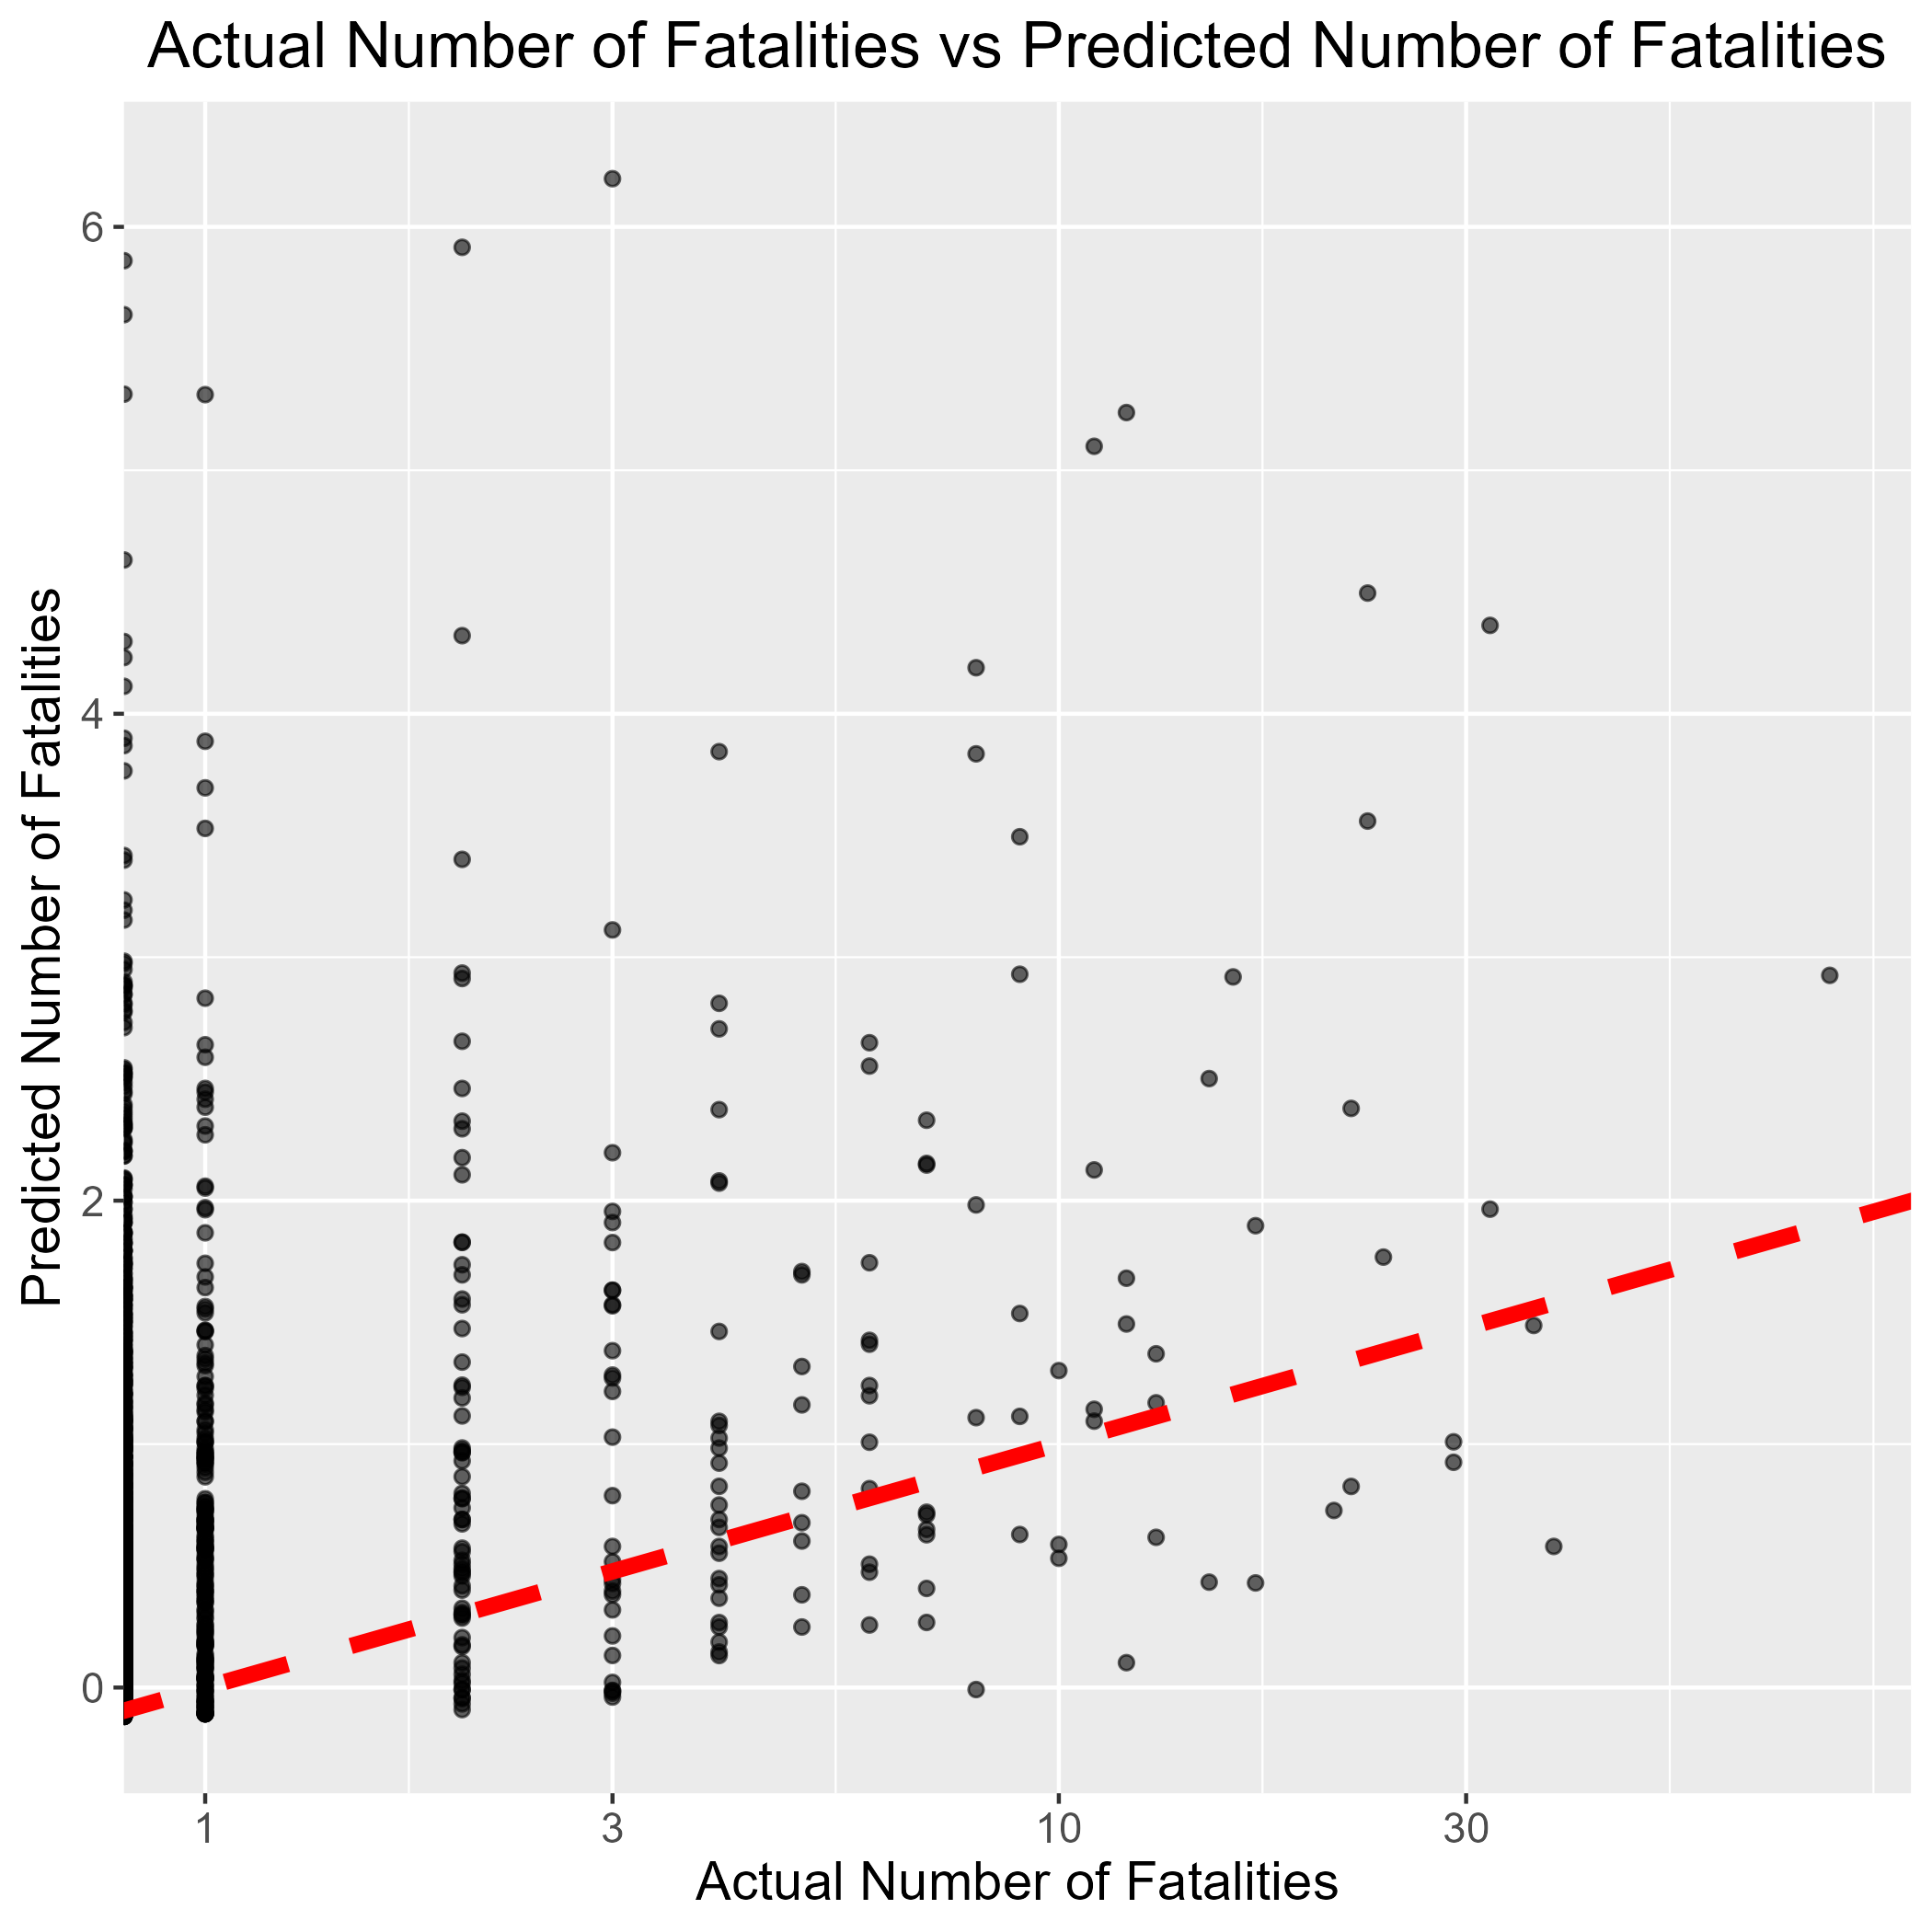 Actual Number of Fatalities vs Predicted Number of Fatalities
Predicted Number of Fatalities
6
4
2
0
1
3
10
30
Actual Number of Fatalities